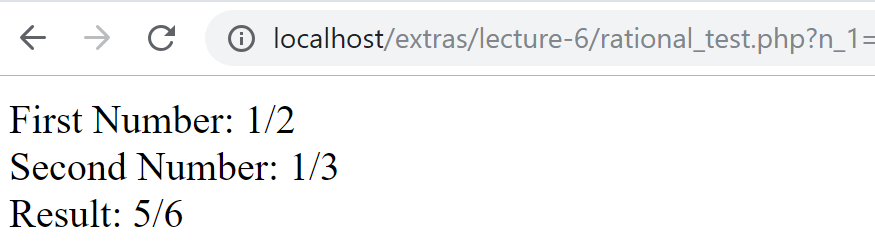 localhost/extras/lecture-6/rational_test.php?n_1=
First Number: 1/2
Second Number: 1/3
Result: 5/6